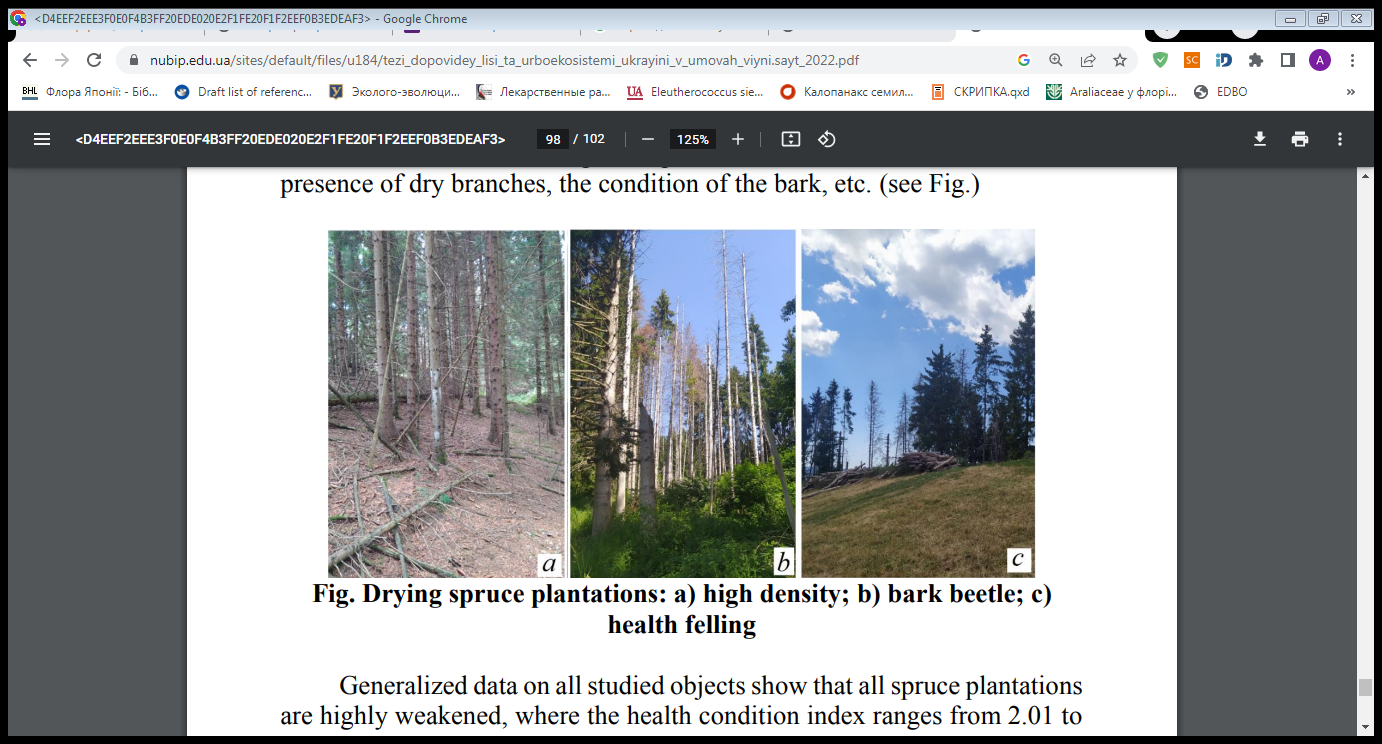 <D4EEF2EEE3F0E0F4B3FF20EDE020E2F1FE20F1F2EEF0B3EDEAF3> - Google Chrome
nubip.edu.ua/sites/default/files/u184/tezi_dopovidey_lisi_ta_urboekosistemi_ukrayini_v_umovah_viyni.sayt_2022.pdf
SC
A
BHL Флора Японії: - Біб...
Draft list of referenc...
Эколого-эволюци...
Лекарственные ра...
UA Eleutherococcus sie...
Калопанакс семил...
СКРИПКА.qxd
Araliaceae у флорі...
EDBO
»
<D4EEF2EEE3F0E0F4B3FF20EDE020E2F1FE20F1F2EEF0B3EDEAF3>
98 / 102
125%
presence of dry branches, the condition of the bark, etc. (see Fig.)
a
b
c
Fig. Drying spruce plantations: a) high density; b) bark beetle; c)
health felling
Generalized data on all studied objects show that all spruce plantations
are highly weakened, where the health condition index ranges from 2.01 to